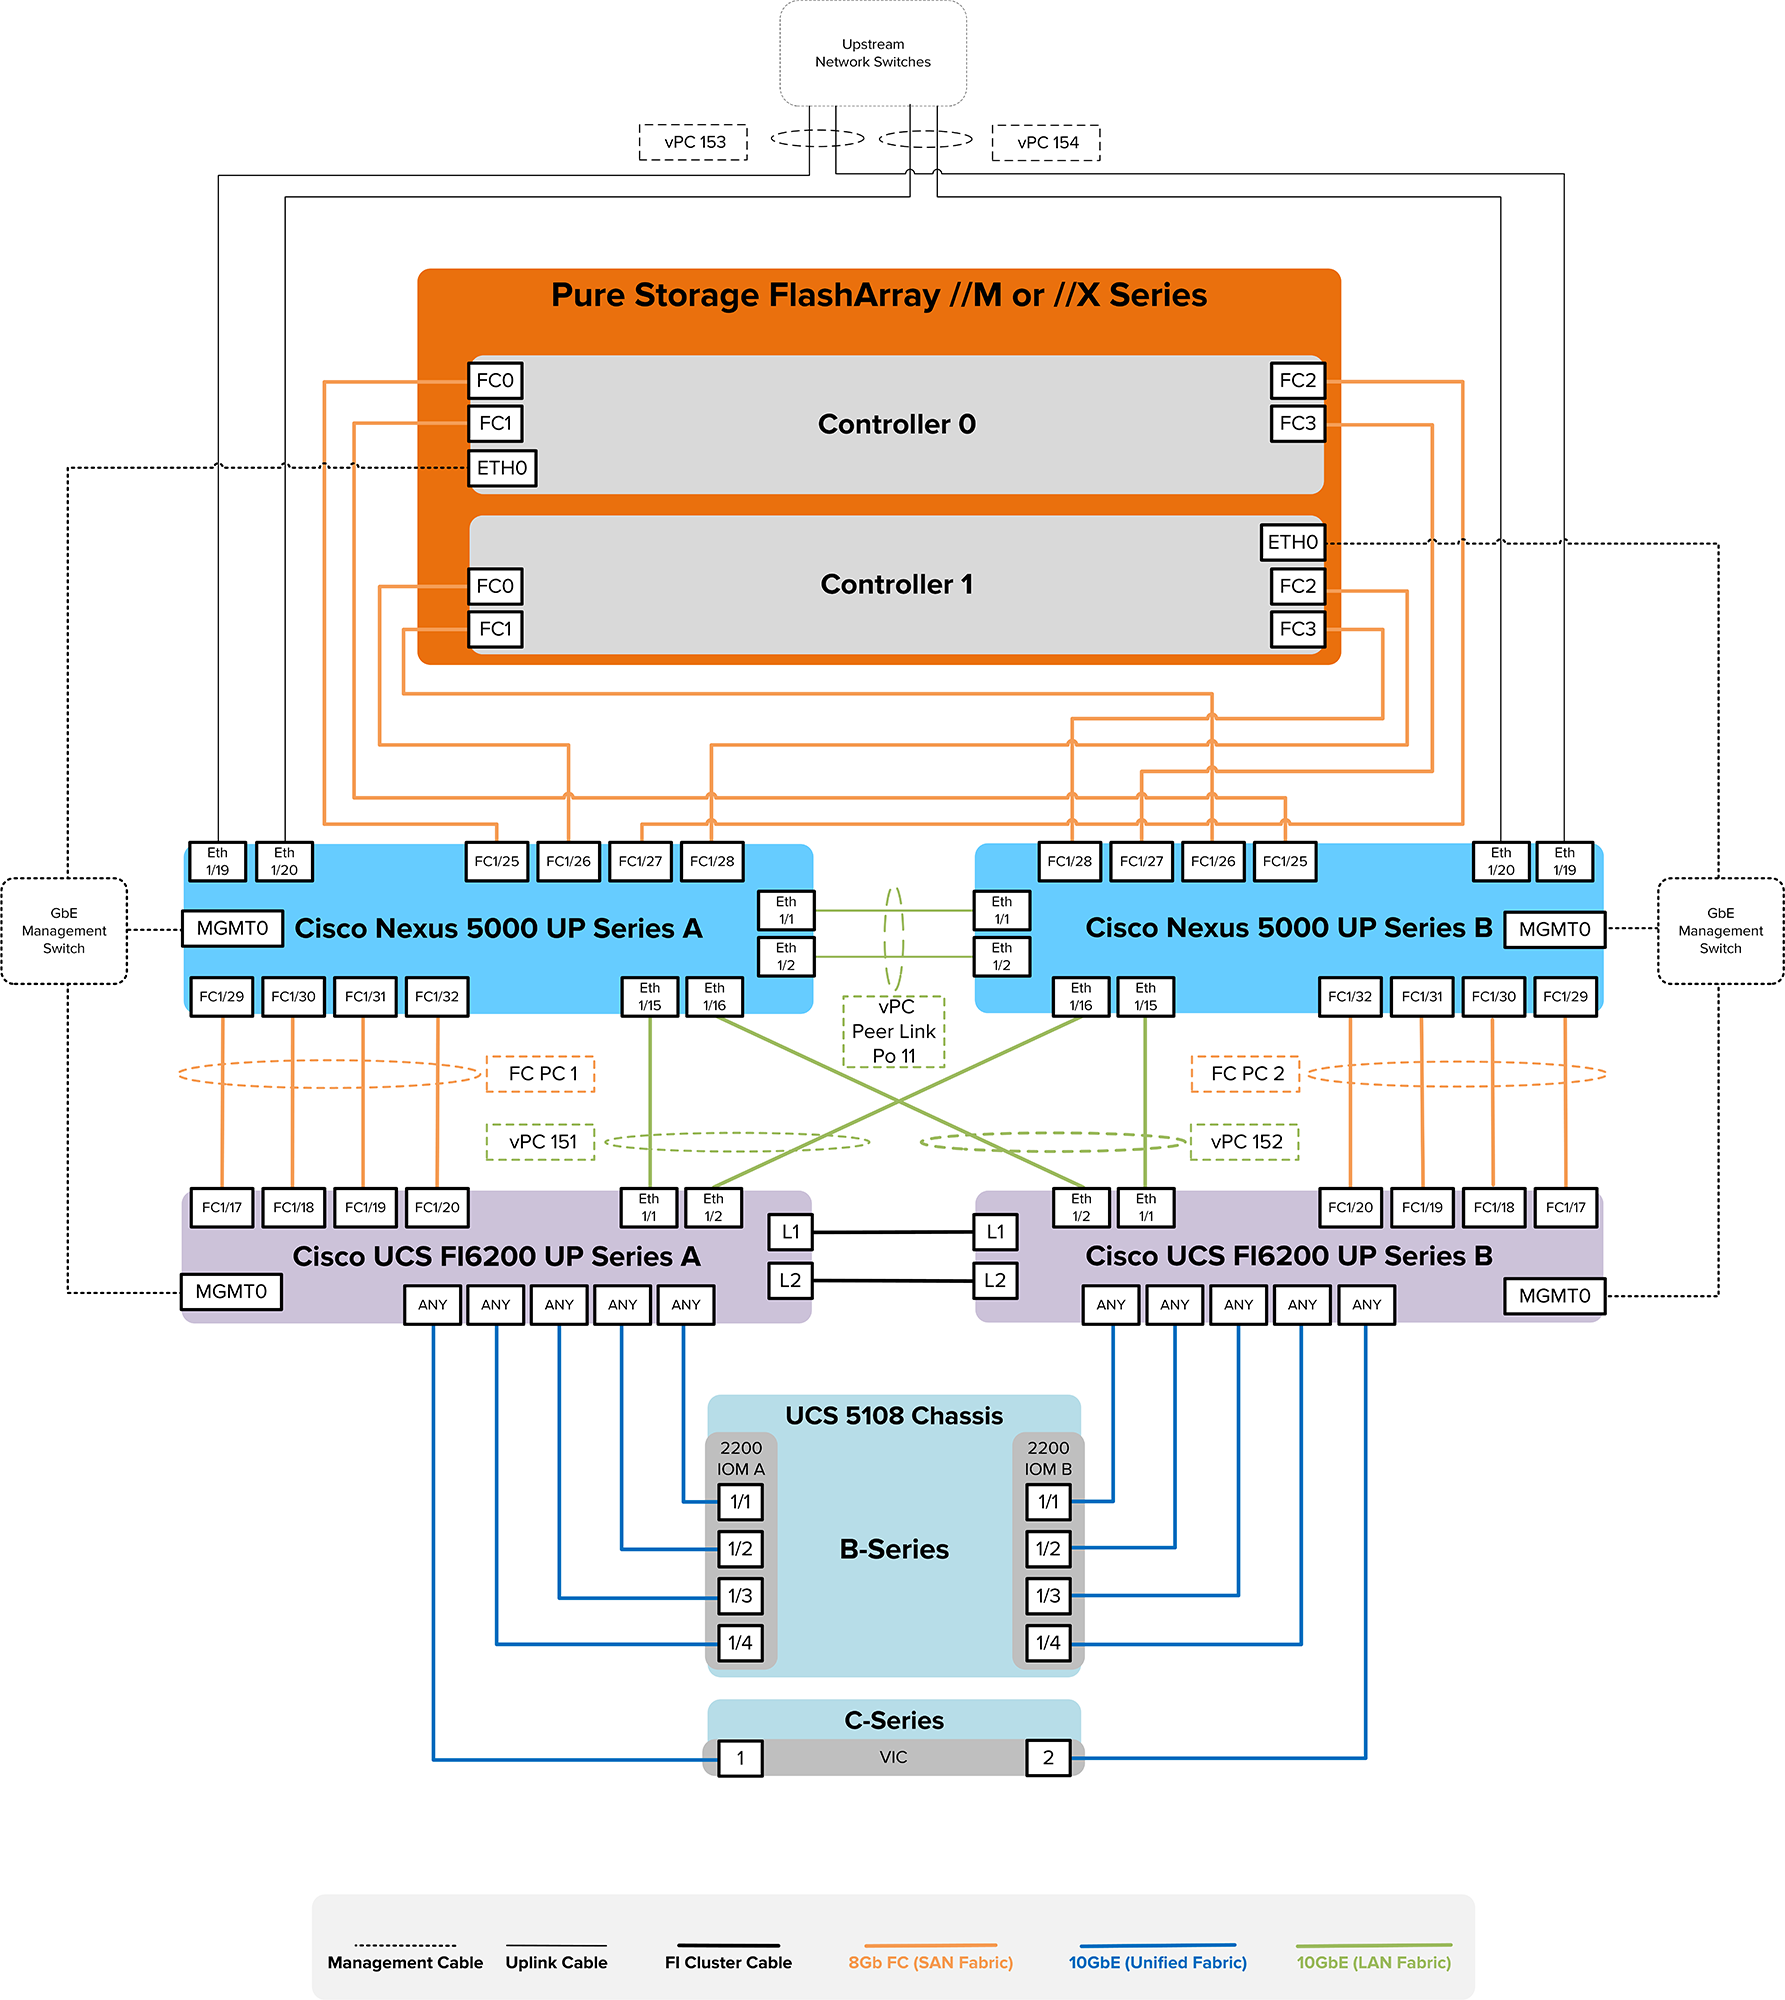 Upstream
Network Switches
vPC 153
vPC 154
Pure Storage FlashArray //M or //X Series
FC0
FC2
FC1
Controller 0
FC3
ETH0
ETH0
FC0
Controller 1
FC2
FC1
FC3
Eth
1/19
Eth
1/20
FC1/25
FC1/26
FC1/27
FC1/28
FC1/28
FC1/27
FC1/26
FC1/25
Eth
1/20
Eth
1/19
GbE
Management
Switch
MGMT0
Cisco Nexus 5000 UP Series A
Eth
1/1
Eth
1/2
Eth
1/1
Eth
1/2
Cisco Nexus 5000 UP Series B
MGMT0
GbE
Management
Switch
FC1/29
FC1/30
FC1/31
FC1/32
Eth
1/15
Eth
1/16
vPC
Peer Link
Po 11
Eth
1/16
Eth
1/15
FC1/32
FC1/31
FC1/30
FC1/29
FC PC 1
FC PC 2
vPC 151
vPC 152
FC1/17
FC1/18
FC1/19
FC1/20
Eth
1/1
Eth
1/2
Eth
1/2
Eth
1/1
FC1/20
FC1/19
FC1/18
FC1/17
L1
L1
Cisco UCS FI6200 UP Series A
Cisco UCS FI6200 UP Series B
L2
L2
MGMT0
MGMT0
ANY
ANY
ANY
ANY
ANY
ANY
ANY
ANY
ANY
ANY
UCS 5108 Chassis
2200
IOM A
2200
IOM B
1/1
1/1
1/2
B-Series
1/2
1/3
1/3
1/4
1/4
C-Series
1
VIC
2
Management Cable
Uplink Cable
FI Cluster Cable
8Gb FC (SAN Fabric)
10GbE (Unified Fabric)
10GbE (LAN Fabric)